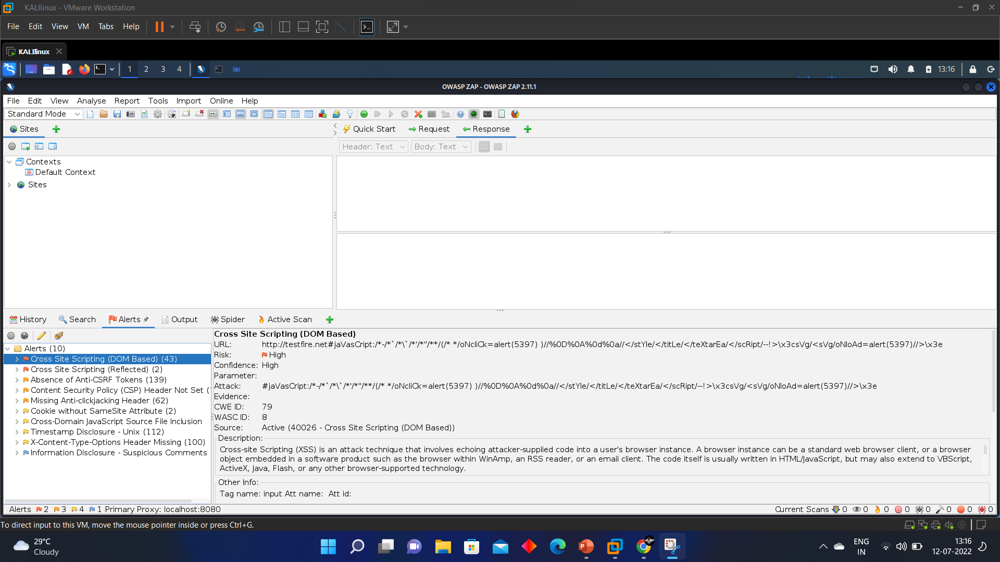 KALIlinux - VMware Workstation
File Edit View VM Tabs Help
KALIlinux
1 2 3 4
13:16
OWASP ZAP - OWASP ZAP 2.11.1
File Edit View Analyse Report Tools Import Online Help
Standard Mode
Sites
Quick Start Request Response
Header: Text Body: Text
Contexts
Default Context
Sites
History Search Alerts Output Spider Active Scan
Alerts (10)
Cross Site Scripting (DOM Based) (43)
Cross Site Scripting (Reflected) (2)
Absence of Anti-CSRF Tokens (139)
Content Security Policy (CSP) Header Not Set (
Missing Anti-clickjacking Header (62)
Cookie without SameSite Attribute (2)
Cross-Domain JavaScript Source File Inclusion
Timestamp Disclosure - Unix (112)
X-Content-Type-Options Header Missing (100)
Information Disclosure - Suspicious Comments
Cross Site Scripting (DOM Based)
URL: http://testfire.net#jaVasCript:/*-/*`/*\`/*'/*"/**/(/* */oNcliCk=alert(5397) )//%0D%0A%0d%0a//</stYle/</titLe/</teXtarEa/</scRipt/--!>\x3csVg/<sVg/oNloAd=alert(5397)//>\x3e
Risk: High
Confidence: High
Parameter:
Attack: #jaVasCript:/*-/*`/*\`/*'/*"/**/(/* */oNcliCk=alert(5397) )//%0D%0A%0d%0a//</stYle/</titLe/</teXtarEa/</scRipt/--!>\x3csVg/<sVg/oNloAd=alert(5397)//>\x3e
Evidence:
CWE ID: 79
WASC ID: 8
Source: Active (40026 - Cross Site Scripting (DOM Based))
Description:
Cross-site Scripting (XSS) is an attack technique that involves echoing attacker-supplied code into a user's browser instance. A browser instance can be a standard web browser client, or a browser
object embedded in a software product such as the browser within WinAmp, an RSS reader, or an email client. The code itself is usually written in HTML/JavaScript, but may also extend to VBScript,
ActiveX, Java, Flash, or any other browser-supported technology.
Other Info:
Tag name: input Att name: Att id:
Alerts 2 3 4 1 Primary Proxy: localhost:8080
Current Scans 0 0 0 0 0 0 0 0
To direct input to this VM, move the mouse pointer inside or press Ctrl+G.
29°C
Cloudy
ENG
IN
13:16
12-07-2022